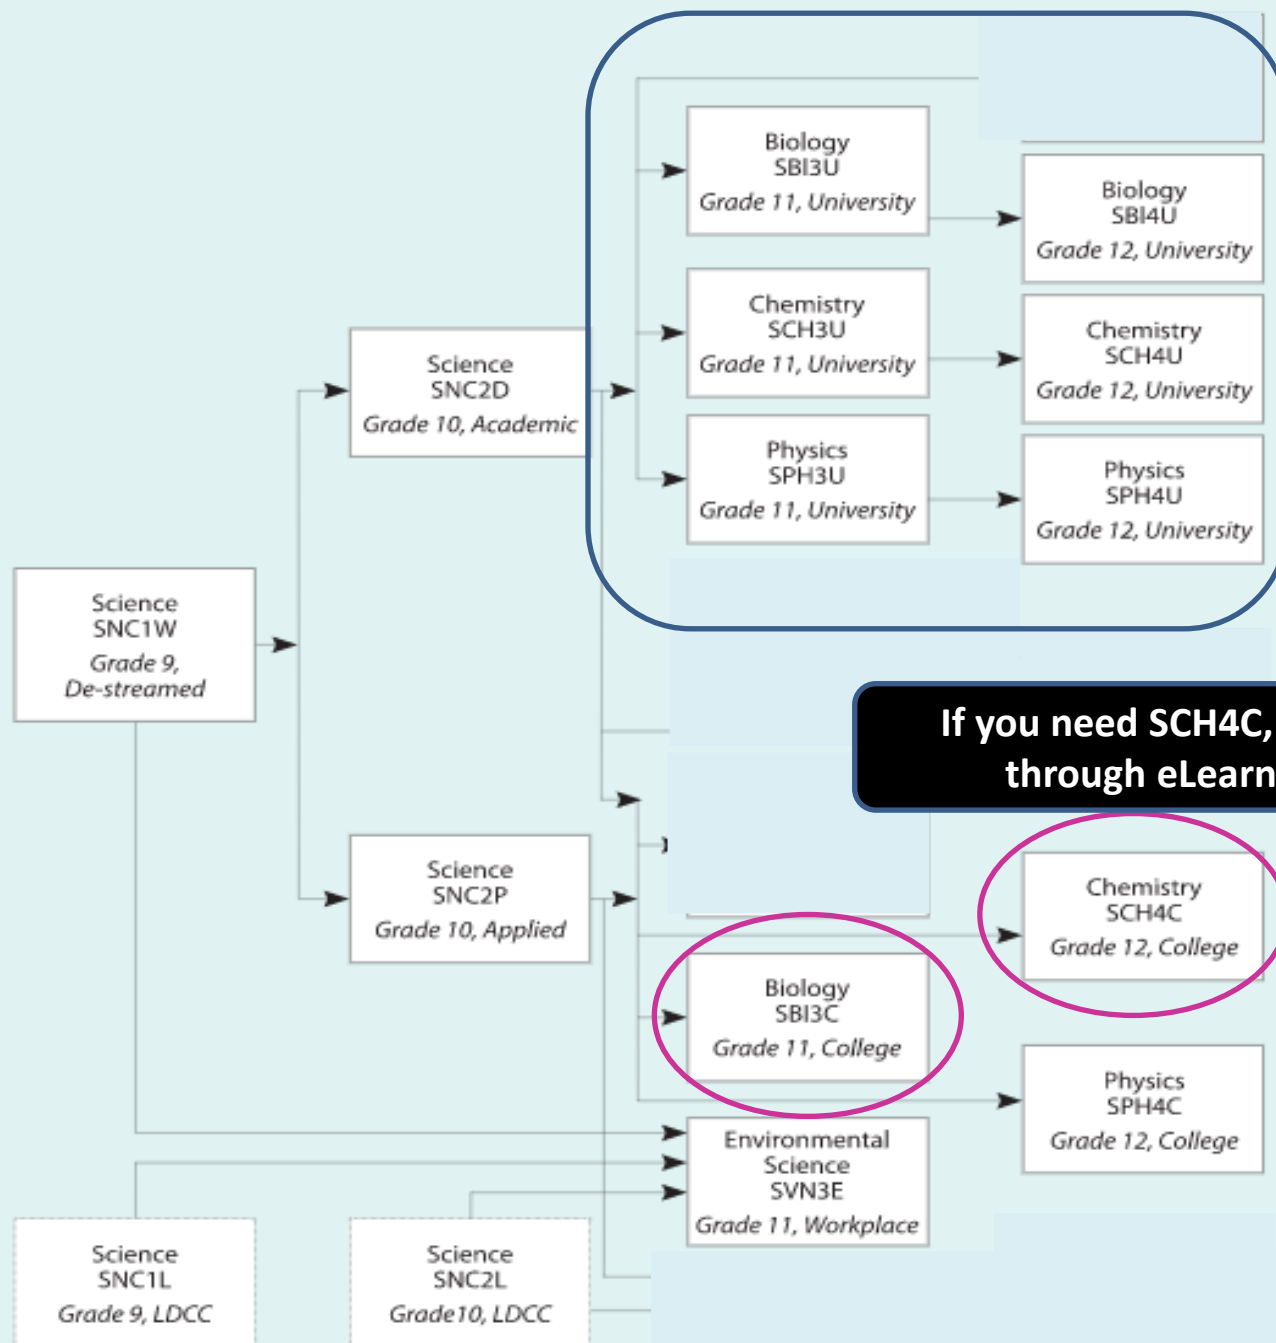 Biology
SBI3U
Grade 11, University
Biology
SBI4U
Grade 12, University
Chemistry
SCH3U
Grade 11, University
Chemistry
SCH4U
Grade 12, University
Science
SNC2D
Grade 10, Academic
Physics
SPH3U
Grade 11, University
Physics
SPH4U
Grade 12, University
Science
SNC1W
Grade 9,
De-streamed
If you need SCH4C,
through eLearn
Science
SNC2P
Grade 10, Applied
Chemistry
SCH4C
Grade 12, College
Biology
SBI3C
Grade 11, College
Physics
SPH4C
Grade 12, College
Environmental
Science
SVN3E
Grade 11, Workplace
Science
SNC1L
Grade 9, LDCC
Science
SNC2L
Grade10, LDCC